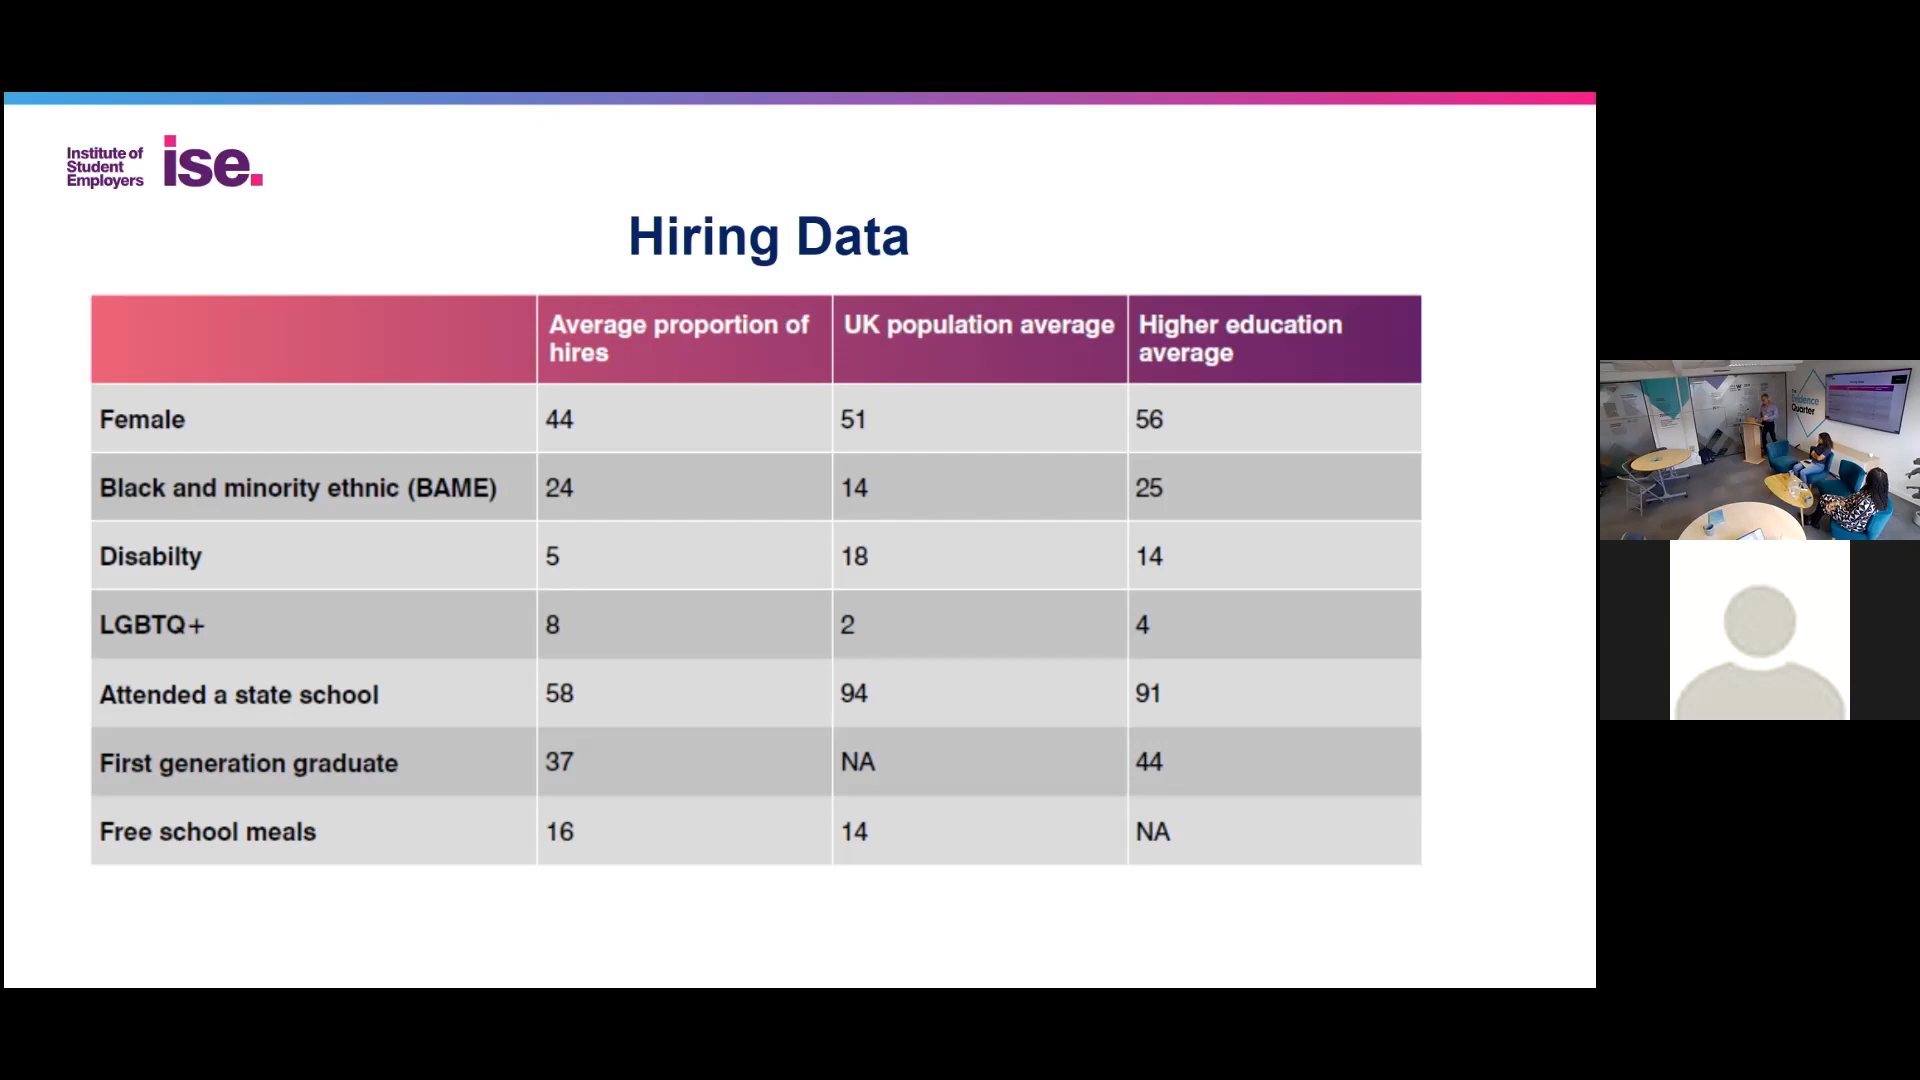 Institute of
Student
Employers
ise.
Hiring Data
Average proportion of hires
UK population average
Higher education average
Female 44 51 56
Black and minority ethnic (BAME) 24 14 25
Disabilty 5 18 14
LGBTQ+ 8 2 4
Attended a state school 58 94 91
First generation graduate 37 NA 44
Free school meals 16 14 NA
Evidence
Quarter